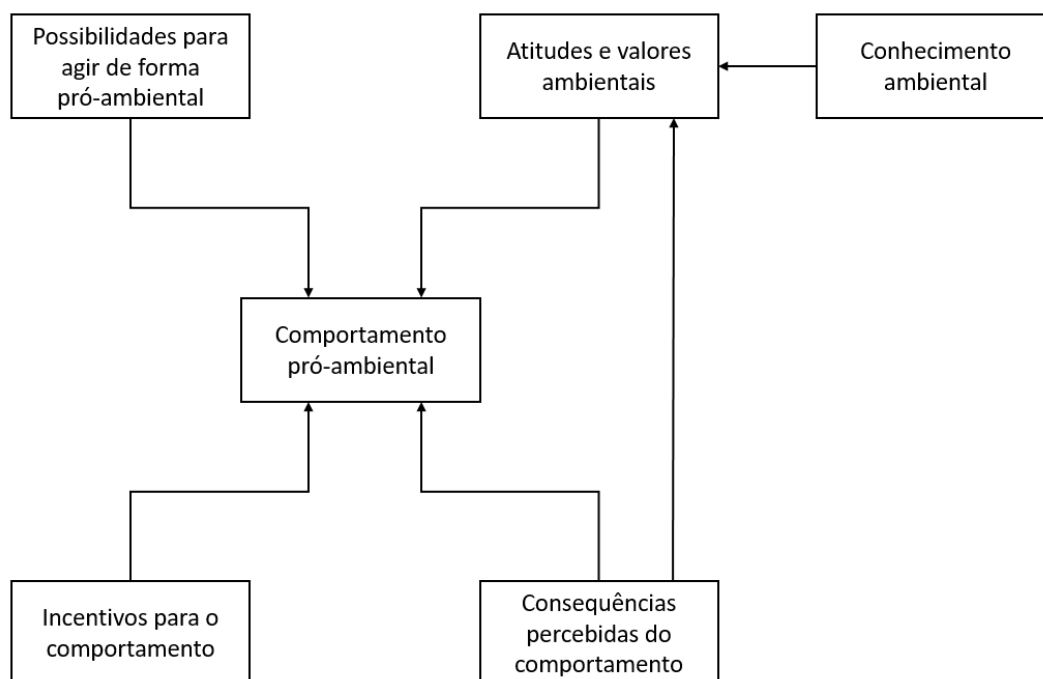 Possibilidades para
agir de forma
pró-ambiental
Atitudes e valores
ambientais
Conhecimento
ambiental
Comportamento
pró-ambiental
Incentivos para o
comportamento
Consequências
percebidas do
comportamento